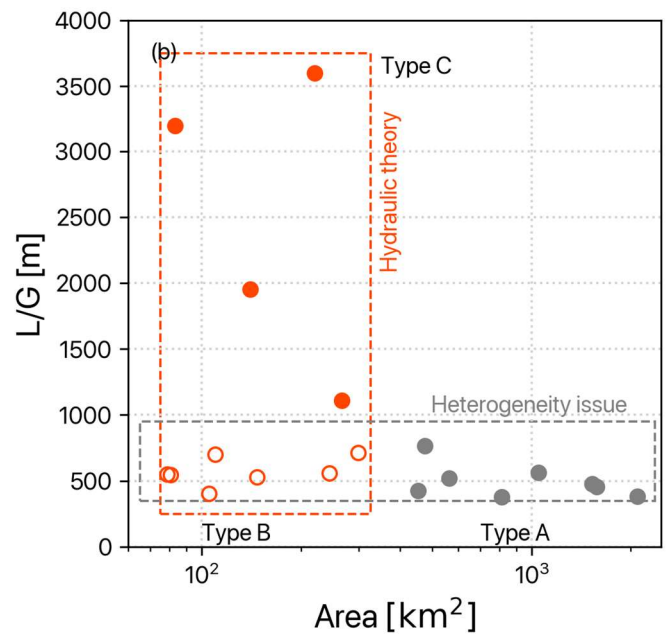 (b)
4000
3500
3000
2500
2000
1500
1000
500
0
L/G [m]
Type C
Hydraulic theory
Heterogeneity issue
Type B
Type A
10²
10³
Area [km²]